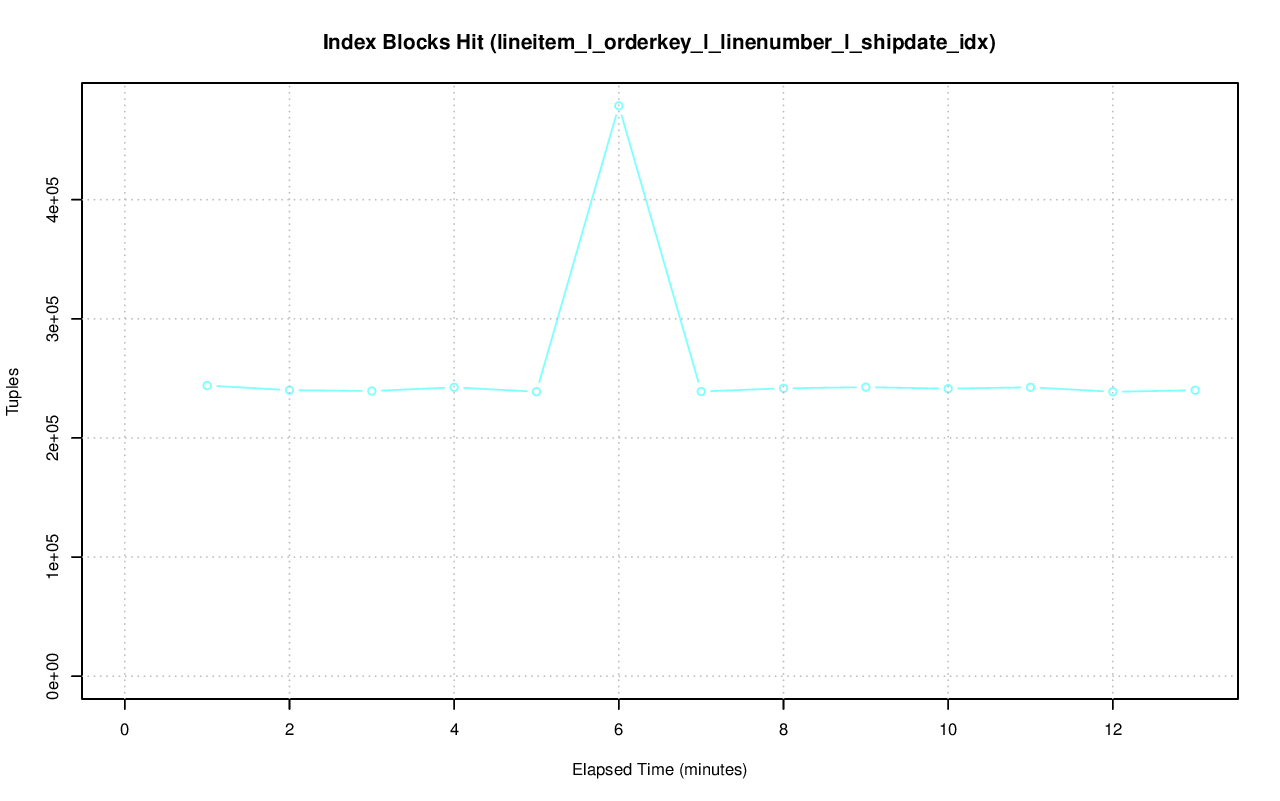 Index Blocks Hit (lineitem_l_orderkey_l_linenumber_l_shipdate_idx)
Tuples
4e+05
3e+05
2e+05
1e+05
0e+00
0 2 4 6 8 10 12
Elapsed Time (minutes)